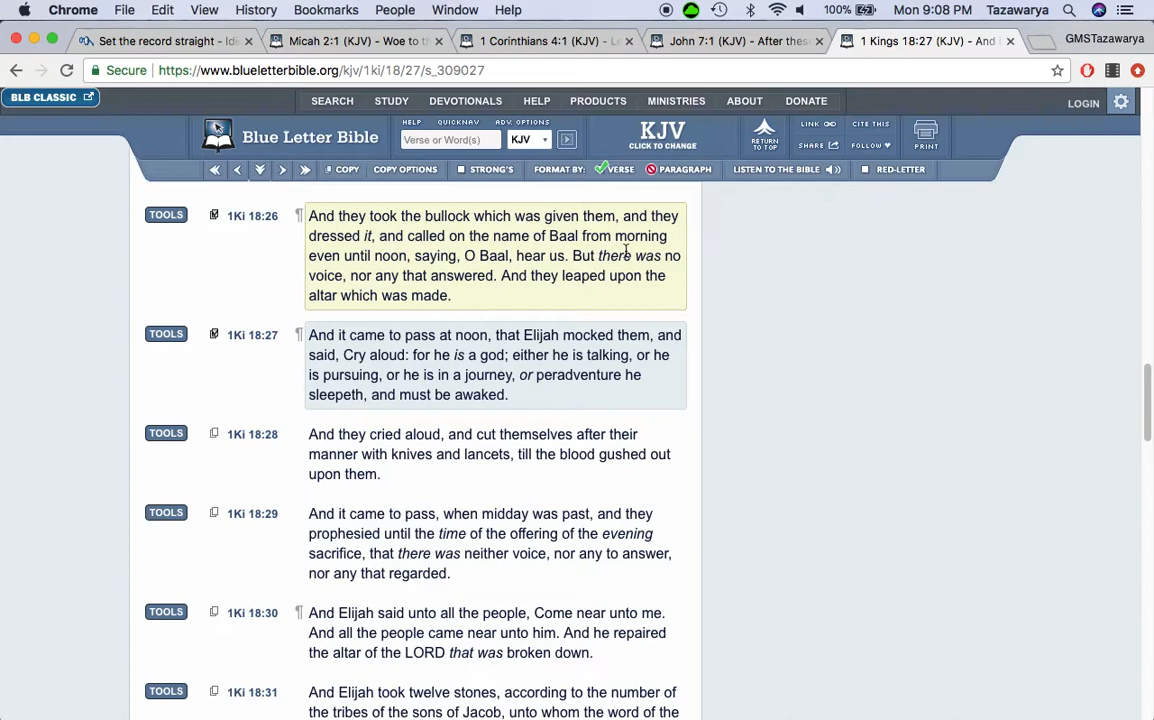 Chrome File Edit View History Bookmarks People Window Help 100% Mon 9:08 PM Tazawarya
Set the record straight - Idi
Micah 2:1 (KJV) - Woe to th
1 Corinthians 4:1 (KJV) - Le
John 7:1 (KJV) - After these
1 Kings 18:27 (KJV) - And i
GMSTazawarya
Secure https://www.blueletterbible.org/kjv/1ki/18/27/s_309027
BLB CLASSIC
SEARCH STUDY DEVOTIONALS HELP PRODUCTS MINISTRIES ABOUT DONATE LOGIN
Blue Letter Bible
HELP QUICKNAV ADV. OPTIONS
Verse or Word(s) KJV
KJV
CLICK TO CHANGE
RETURN
TO TOP
LINK CITE THIS
SHARE FOLLOW
PRINT
COPY COPY OPTIONS STRONG'S FORMAT BY: VERSE PARAGRAPH LISTEN TO THE BIBLE RED-LETTER
TOOLS 1Ki 18:26 ¶ And they took the bullock which was given them, and they
dressed it, and called on the name of Baal from morning
even until noon, saying, O Baal, hear us. But there was no
voice, nor any that answered. And they leaped upon the
altar which was made.
TOOLS 1Ki 18:27 ¶ And it came to pass at noon, that Elijah mocked them, and
said, Cry aloud: for he is a god; either he is talking, or he
is pursuing, or he is in a journey, or peradventure he
sleepeth, and must be awaked.
TOOLS 1Ki 18:28 And they cried aloud, and cut themselves after their
manner with knives and lancets, till the blood gushed out
upon them.
TOOLS 1Ki 18:29 And it came to pass, when midday was past, and they
prophesied until the time of the offering of the evening
sacrifice, that there was neither voice, nor any to answer,
nor any that regarded.
TOOLS 1Ki 18:30 ¶ And Elijah said unto all the people, Come near unto me.
And all the people came near unto him. And he repaired
the altar of the LORD that was broken down.
TOOLS 1Ki 18:31 And Elijah took twelve stones, according to the number of
the tribes of the sons of Jacob, unto whom the word of the